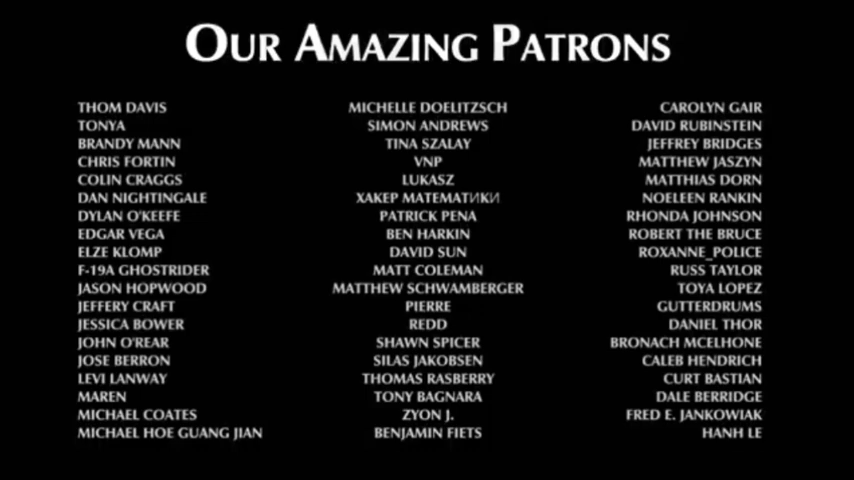 OUR AMAZING PATRONS
THOM DAVIS
TONYA
BRANDY MANN
CHRIS FORTIN
COLIN CRAGGS
DAN NIGHTINGALE
DYLAN O'KEEFE
EDGAR VEGA
ELZE KLOMP
F-19A GHOSTRIDER
JASON HOPWOOD
JEFFERY CRAFT
JESSICA BOWER
JOHN O'REAR
JOSE BERRON
LEVI LANWAY
MAREN
MICHAEL COATES
MICHAEL HOE GUANG JIAN
MICHELLE DOELITZSCH
SIMON ANDREWS
TINA SZALAY
VNP
LUKASZ
ХАКЕР МАТЕМАТИКИ
PATRICK PENA
BEN HARKIN
DAVID SUN
MATT COLEMAN
MATTHEW SCHWAMBERGER
PIERRE
REDD
SHAWN SPICER
SILAS JAKOBSEN
THOMAS RASBERRY
TONY BAGNARA
ZYON J.
BENJAMIN FIETS
CAROLYN GAIR
DAVID RUBINSTEIN
JEFFREY BRIDGES
MATTHEW JASZYN
MATTHIAS DORN
NOELEEN RANKIN
RHONDA JOHNSON
ROBERT THE BRUCE
ROXANNE_POLICE
RUSS TAYLOR
TOYA LOPEZ
GUTTERDRUMS
DANIEL THOR
BRONACH MCELHONE
CALEB HENDRICH
CURT BASTIAN
DALE BERRIDGE
FRED E. JANKOWIAK
HANH LE